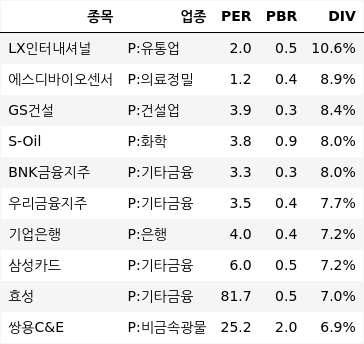 종목 업종 PER PBR DIV
LX인터내셔널 P:유통업 2.0 0.5 10.6%
에스디바이오센서 P:의료정밀 1.2 0.4 8.9%
GS건설 P:건설업 3.9 0.3 8.4%
S-Oil P:화학 3.8 0.9 8.0%
BNK금융지주 P:기타금융 3.3 0.3 8.0%
우리금융지주 P:기타금융 3.5 0.4 7.7%
기업은행 P:은행 4.0 0.4 7.2%
삼성카드 P:기타금융 6.0 0.5 7.2%
효성 P:기타금융 81.7 0.5 7.0%
쌍용C&E P:비금속광물 25.2 2.0 6.9%